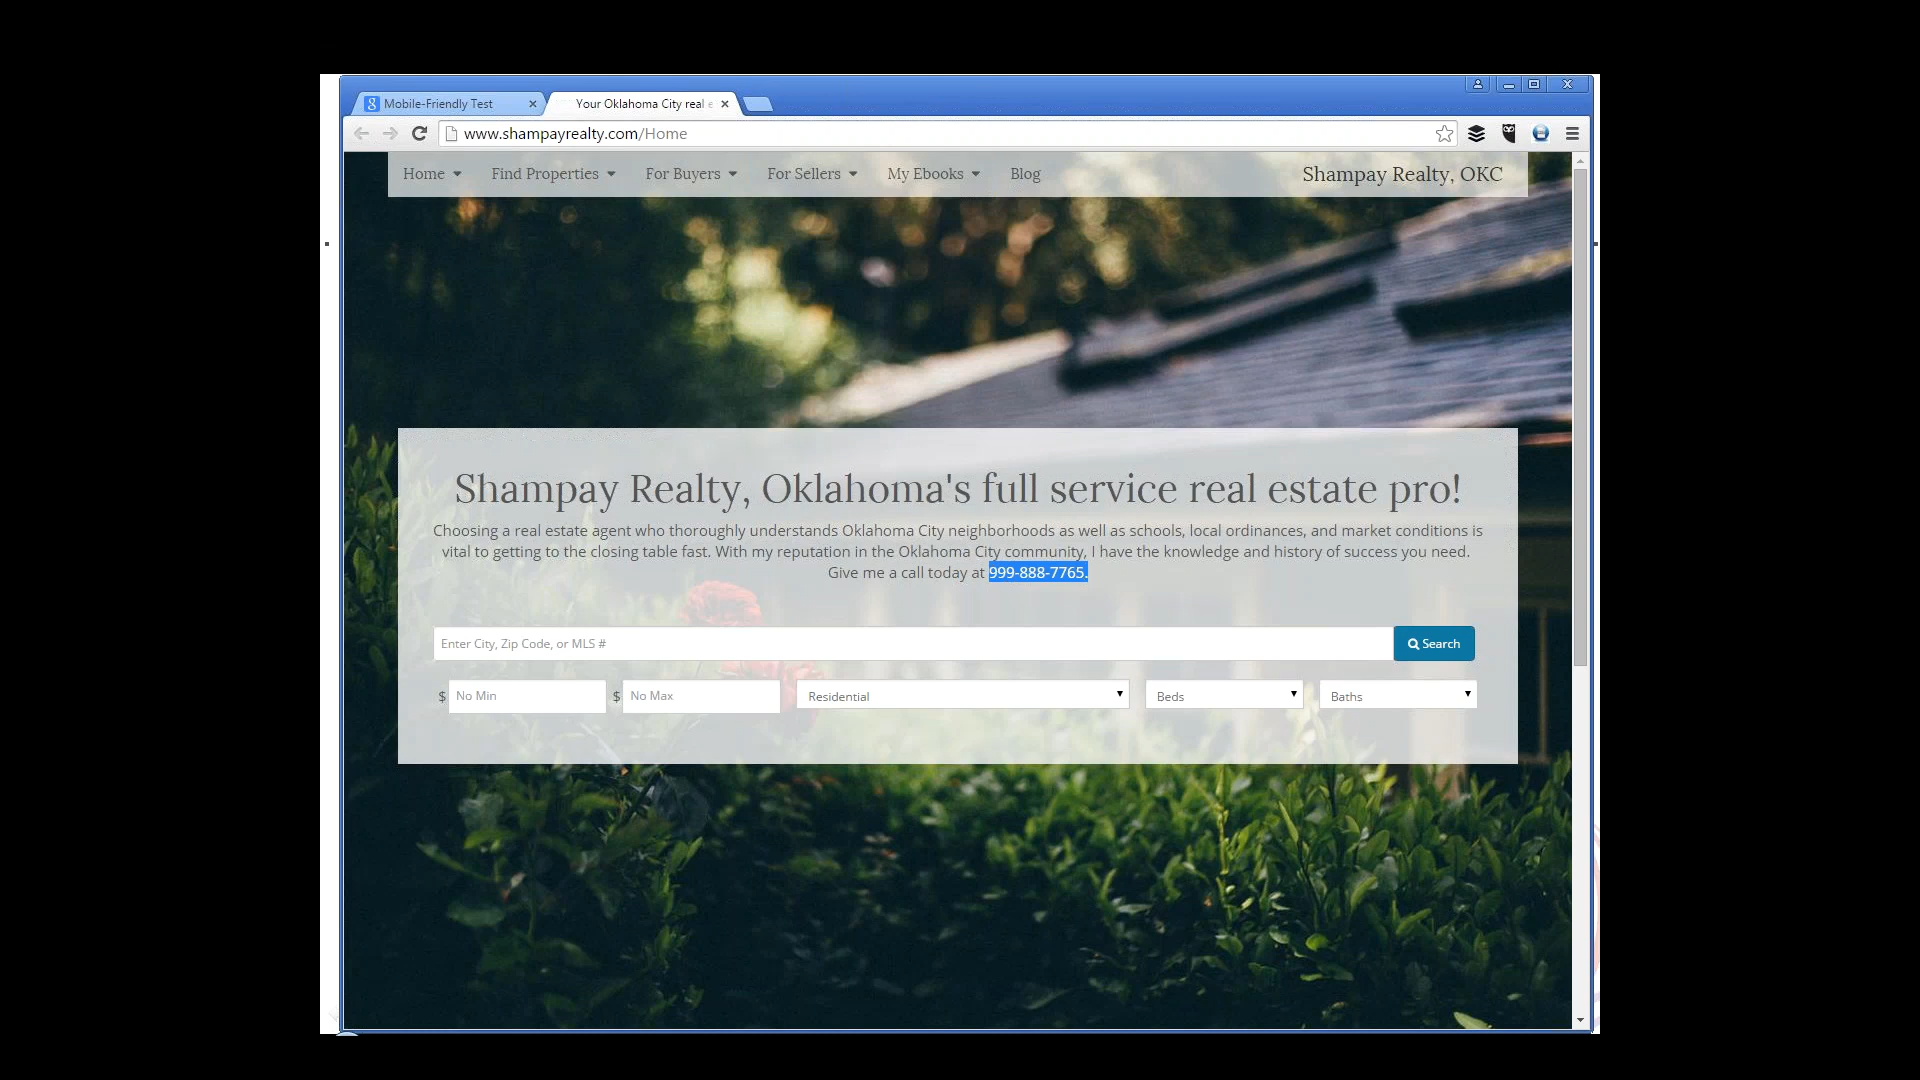 Mobile-Friendly Test
Your Oklahoma City real e
www.shampayrealty.com/Home
Home Find Properties For Buyers For Sellers My Ebooks Blog Shampay Realty, OKC
Shampay Realty, Oklahoma's full service real estate pro!
Choosing a real estate agent who thoroughly understands Oklahoma City neighborhoods as well as schools, local ordinances, and market conditions is
vital to getting to the closing table fast. With my reputation in the Oklahoma City community, I have the knowledge and history of success you need.
Give me a call today at 999-888-7765.
Enter City, Zip Code, or MLS # Search
$ No Min $ No Max Residential Beds Baths